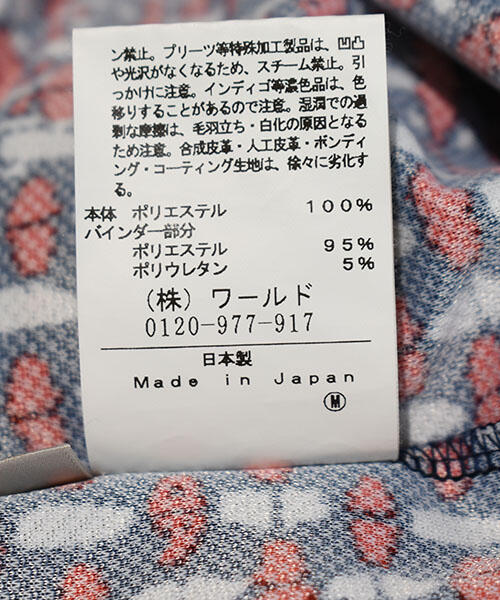 ン禁止。プリーツ等特殊加工製品は、凹凸
や光沢がなくなるため、スチーム禁止。引
っかけに注意。インディゴ等濃色品は、色
移りすることがあるので注意。湿潤での過
剰な摩擦は、毛羽立ち・白化の原因となる
ため注意。合成皮革・人工皮革・ボンディ
ング・コーティング生地は、徐々に劣化す
る。
本体 ポリエステル 100%
バインダー部分
ポリエステル 95%
ポリウレタン 5%
(株) ワールド
0120-977-917
日本製
Made in Japan
M